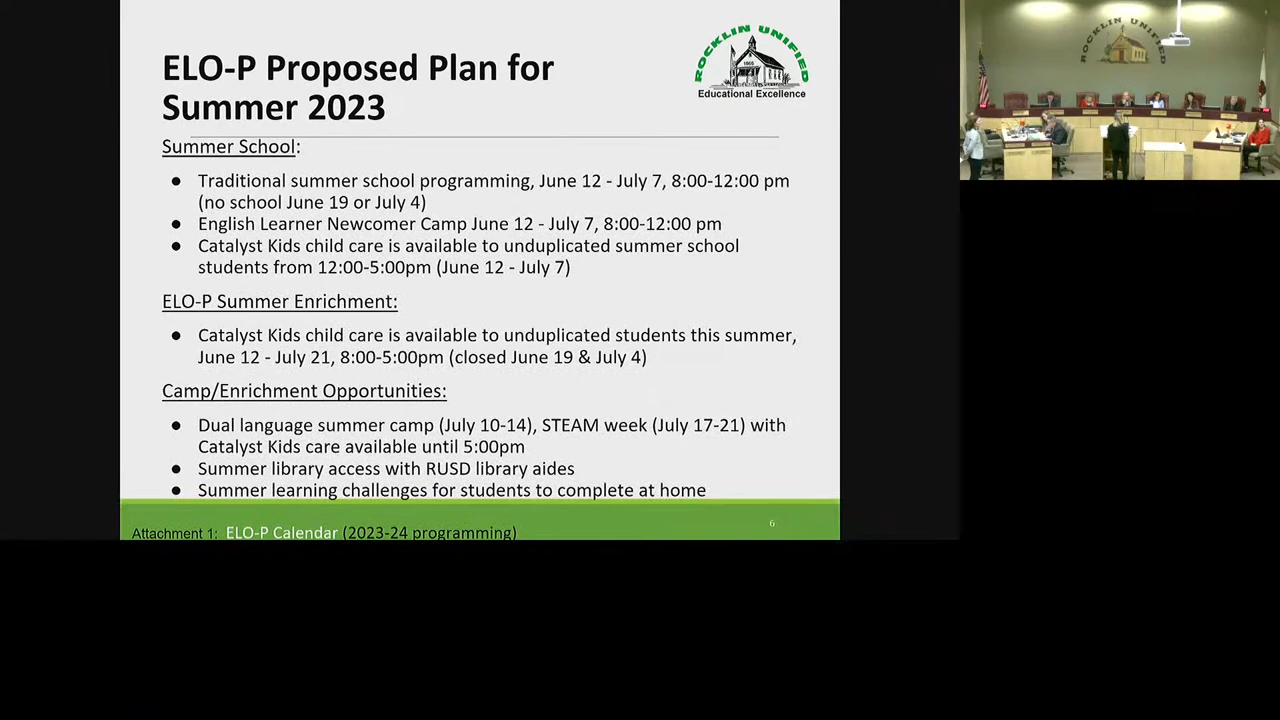 ELO-P Proposed Plan for
Summer 2023
ROCKLIN UNIFIED
Educational Excellence
Summer School:
● Traditional summer school programming, June 12 - July 7, 8:00-12:00 pm
(no school June 19 or July 4)
● English Learner Newcomer Camp June 12 - July 7, 8:00-12:00 pm
● Catalyst Kids child care is available to unduplicated summer school
students from 12:00-5:00pm (June 12 - July 7)
ELO-P Summer Enrichment:
● Catalyst Kids child care is available to unduplicated students this summer,
June 12 - July 21, 8:00-5:00pm (closed June 19 & July 4)
Camp/Enrichment Opportunities:
● Dual language summer camp (July 10-14), STEAM week (July 17-21) with
Catalyst Kids care available until 5:00pm
● Summer library access with RUSD library aides
● Summer learning challenges for students to complete at home
6
Attachment 1: ELO-P Calendar (2023-24 programming)
ROCKLIN UNIFIED